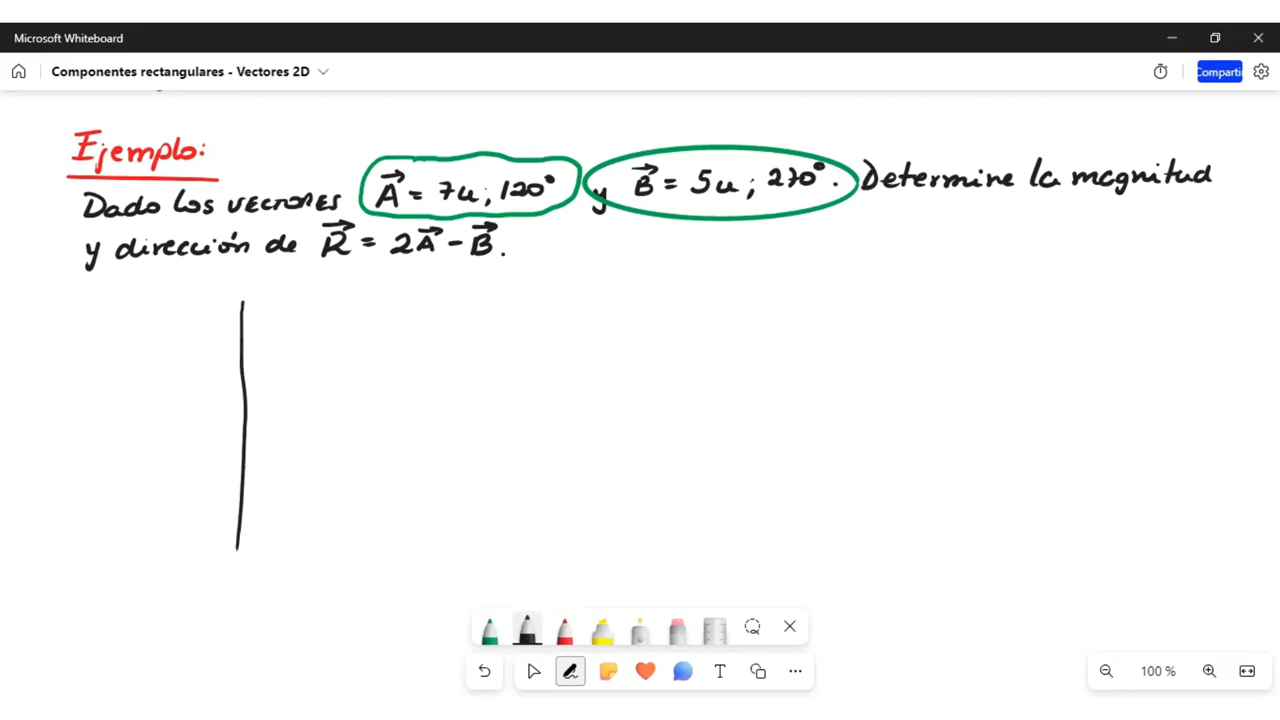 Microsoft Whiteboard
Componentes rectangulares - Vectores 2D
Comparti
Ejemplo:
Dado los vectores A⃗ = 7u; 120° y B⃗ = 5u; 270°. Determine la magnitud
y dirección de R⃗ = 2A⃗ - B⃗.
T
100 %